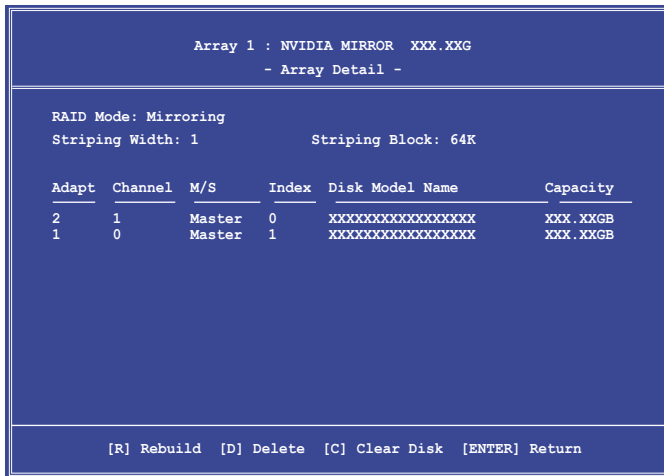 Array 1 : NVIDIA MIRROR XXX.XXG
- Array Detail -
RAID Mode: Mirroring
Striping Width: 1 Striping Block: 64K
Adapt Channel M/S Index Disk Model Name Capacity
2 1 Master 0 XXXXXXXXXXXXXXXXX XXX.XXGB
1 0 Master 1 XXXXXXXXXXXXXXXXX XXX.XXGB
[R] Rebuild [D] Delete [C] Clear Disk [ENTER] Return